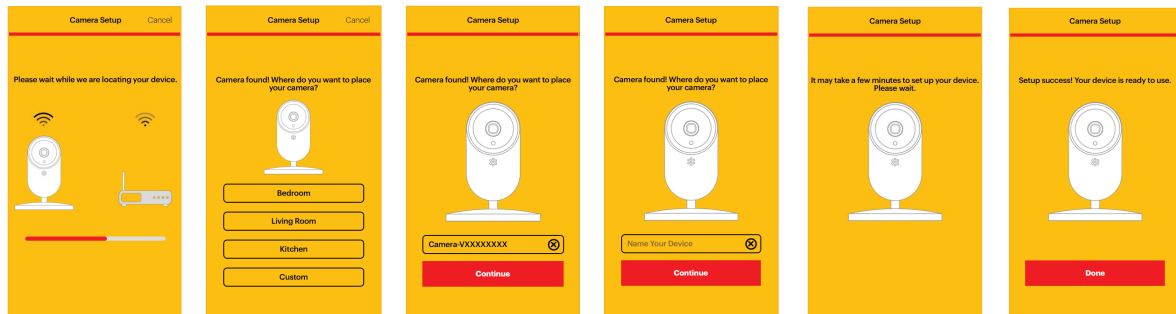 Camera Setup Cancel
Please wait while we are locating your device.
Camera Setup Cancel
Camera found! Where do you want to place
your camera?
Bedroom
Living Room
Kitchen
Custom
Camera Setup
Camera found! Where do you want to place
your camera?
Camera-VXXXXXXXX
Continue
Camera Setup
Camera found! Where do you want to place
your camera?
Name Your Device
Continue
Camera Setup
It may take a few minutes to set up your device.
Please wait.
Camera Setup
Setup success! Your device is ready to use.
Done